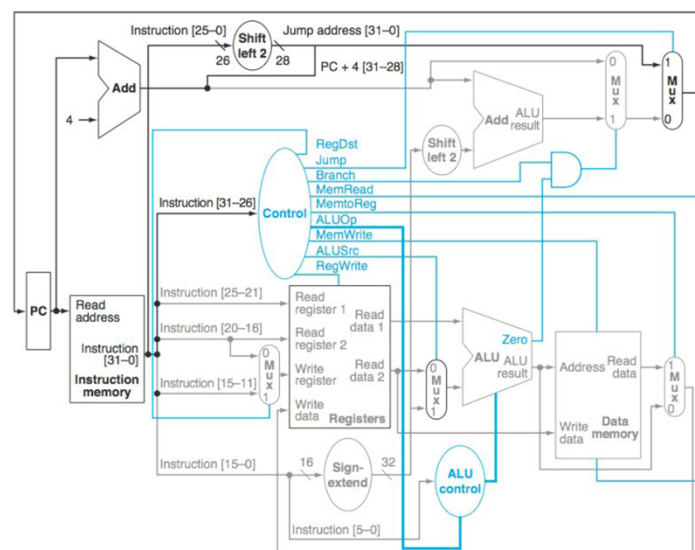 Instruction [25–0]
Shift
left 2
Jump address [31–0]
26
28
PC + 4 [31–28]
Add
4
0
M
u
x
1
1
M
u
x
0
Add
ALU
result
Shift
left 2
RegDst
Jump
Branch
MemRead
MemtoReg
ALUOp
MemWrite
ALUSrc
RegWrite
Instruction [31–26]
Control
PC
Read
address
Instruction
[31–0]
Instruction
memory
Instruction [25–21]
Instruction [20–16]
Instruction [15–11]
0
M
u
x
1
Read
register 1
Read
register 2
Write
register
Write
data
Read
data 1
Read
data 2
Registers
0
M
u
x
1
Zero
ALU
ALU
result
Address
Read
data
Write
data
Data
memory
1
M
u
x
0
Instruction [15–0]
16
Sign-
extend
32
ALU
control
Instruction [5–0]